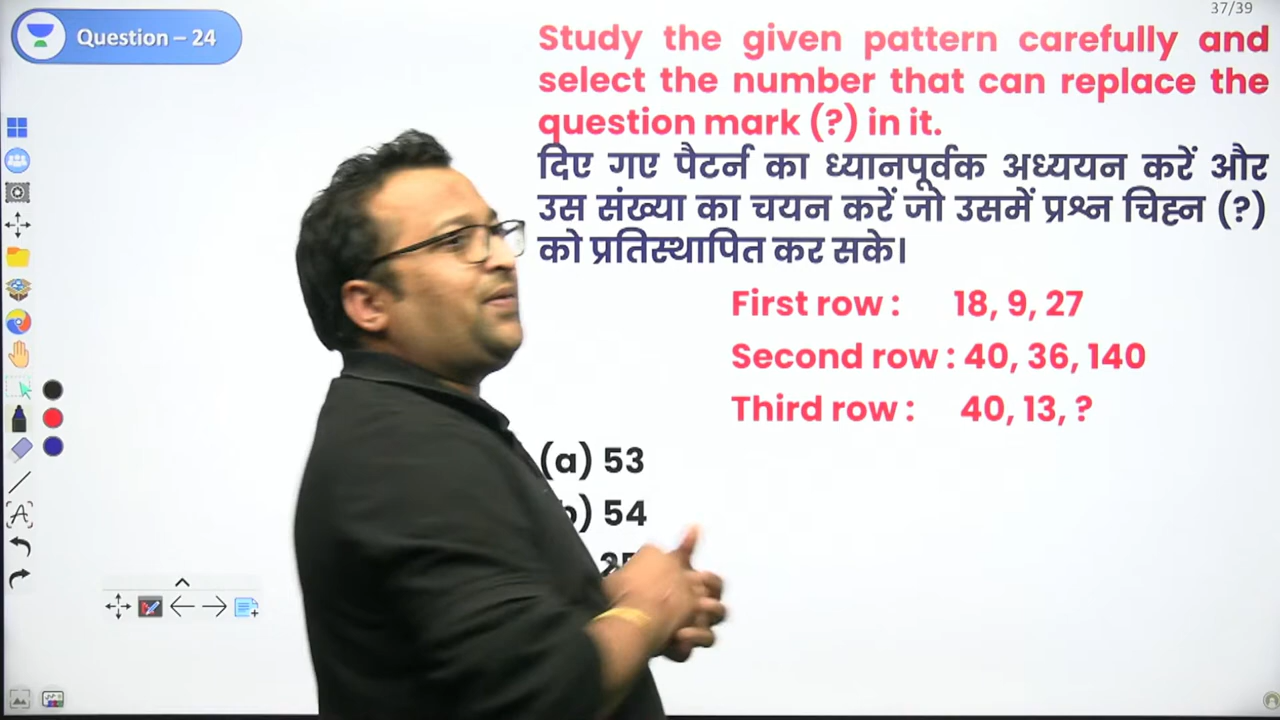 37/39
Question – 24
Study the given pattern carefully and
select the number that can replace the
question mark (?) in it.
दिए गए पैटर्न का ध्यानपूर्वक अध्ययन करें और
उस संख्या का चयन करें जो उसमें प्रश्न चिह्न (?)
को प्रतिस्थापित कर सके।
First row : 18, 9, 27
Second row : 40, 36, 140
Third row : 40, 13, ?
(a) 53
b) 54